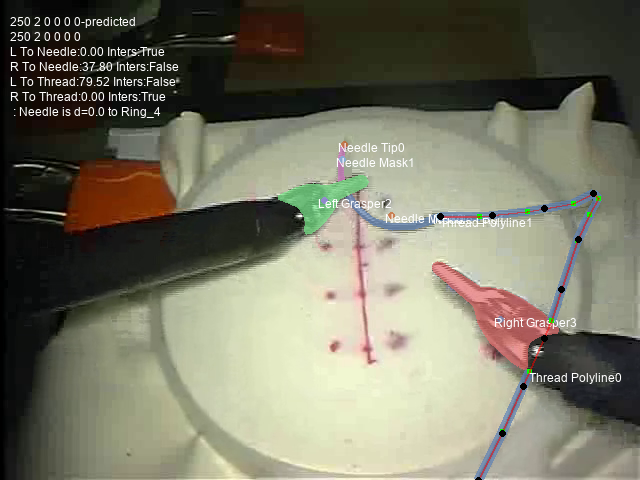 250 2 0 0 0 0-predicted
250 2 0 0 0 0
L To Needle:0.00 Inters:True
R To Needle:37.80 Inters:False
L To Thread:79.52 Inters:False
R To Thread:0.00 Inters:True
: Needle is d=0.0 to Ring_4
Needle Tip0
Needle Mask1
Left Grasper2
Needle M
Thread Polyline1
Right Grasper3
Thread Polyline0